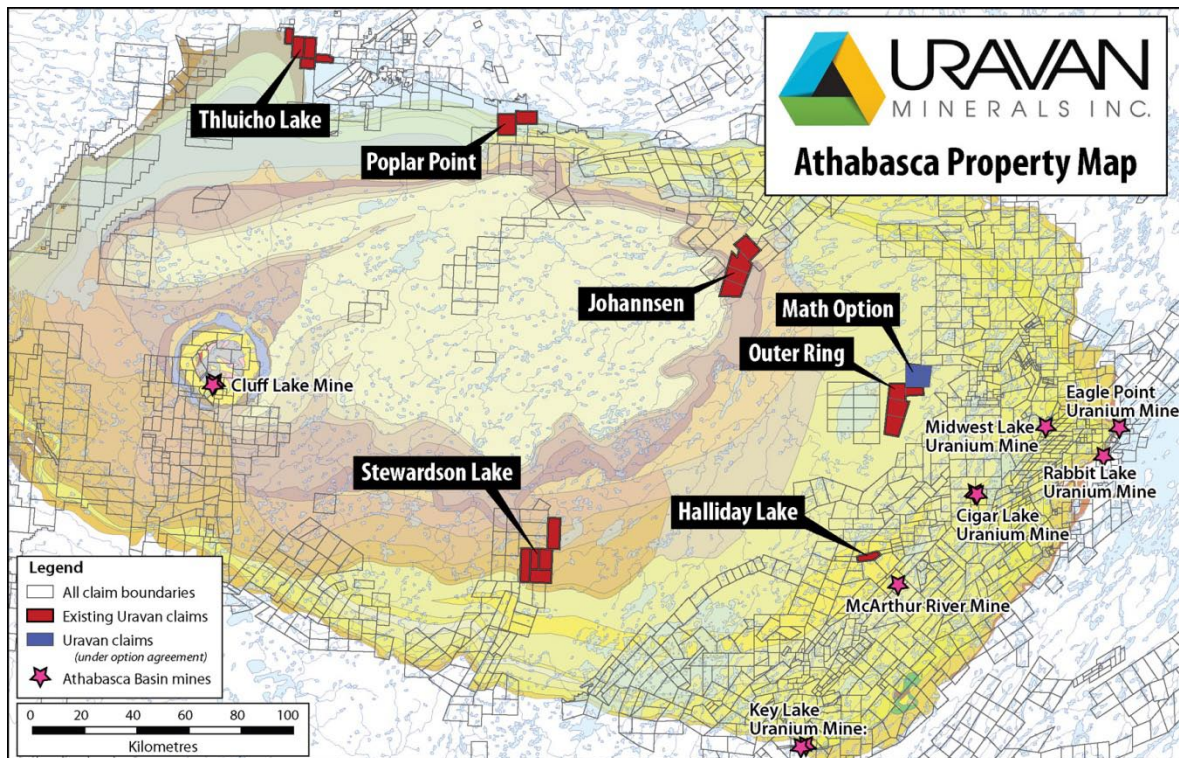 URAVAN
MINERALS INC.
Athabasca Property Map
Thluicho Lake
Poplar Point
Johannsen
Math Option
Outer Ring
Cluff Lake Mine
Eagle Point
Uranium Mine
Midwest Lake
Uranium Mine
Rabbit Lake
Uranium Mine
Stewardson Lake
Halliday Lake
Cigar Lake
Uranium Mine
McArthur River Mine
Key Lake
Uranium Mine:
Legend
All claim boundaries
Existing Uravan claims
Uravan claims
(under option agreement)
Athabasca Basin mines
0 20 40 60 80 100
Kilometres